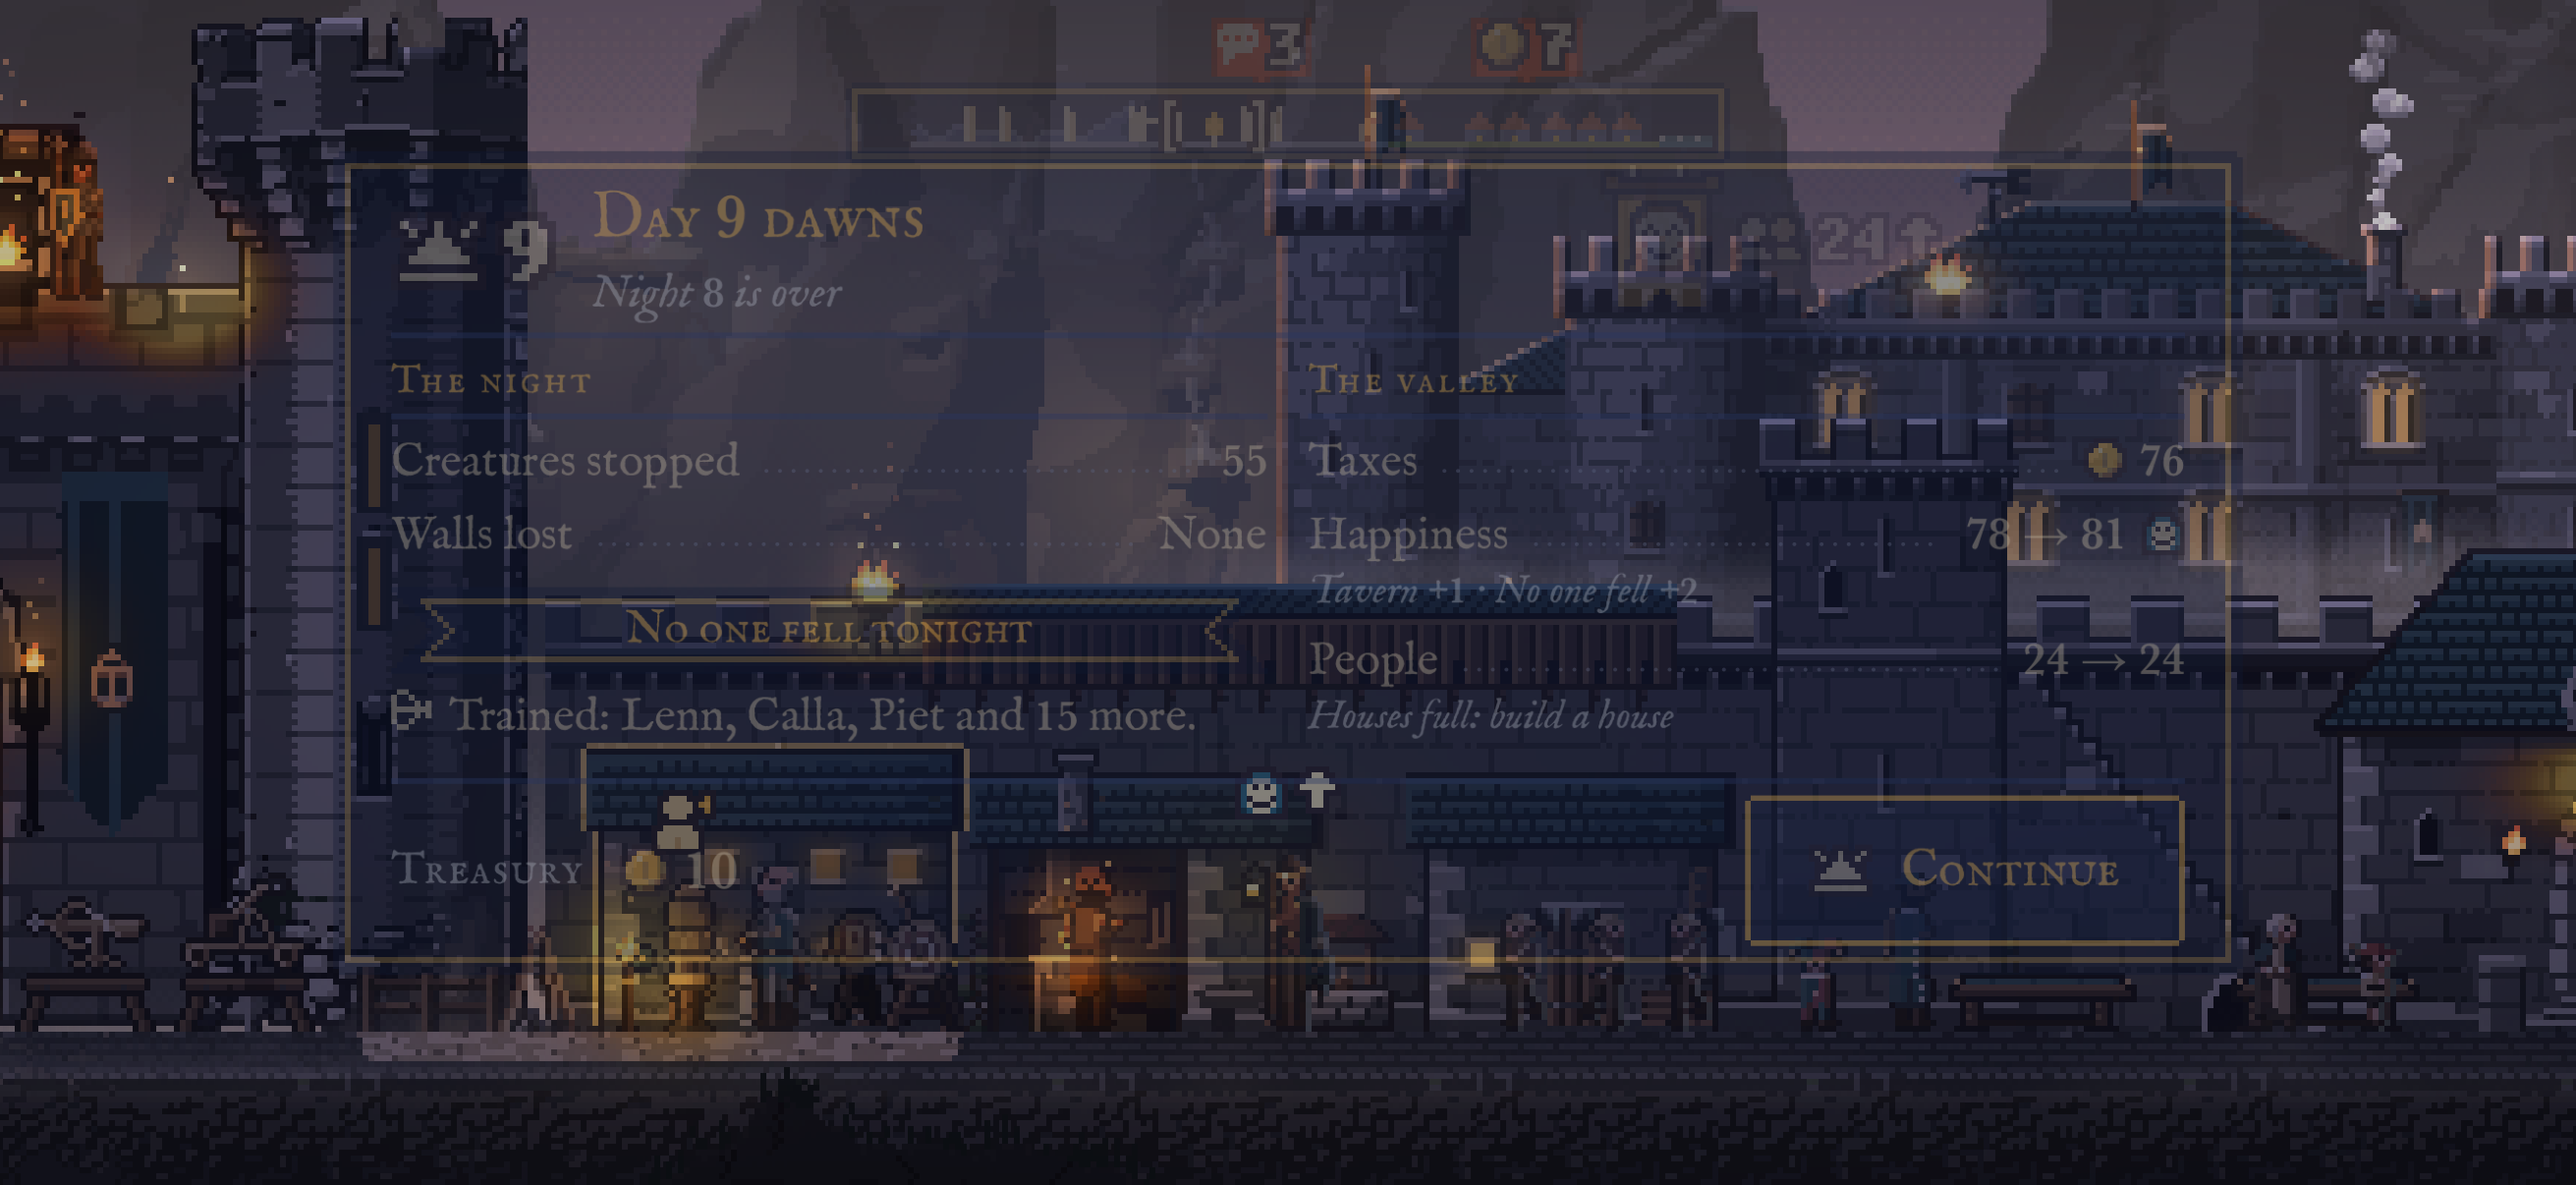 3 7
24
9 Day 9 dawns
Night 8 is over
The night
Creatures stopped 55
Walls lost None
No one fell tonight
Trained: Lenn, Calla, Piet and 15 more.
The valley
Taxes 76
Happiness 78 → 81
Tavern +1 · No one fell +2
People 24 → 24
Houses full: build a house
Treasury 10
Continue